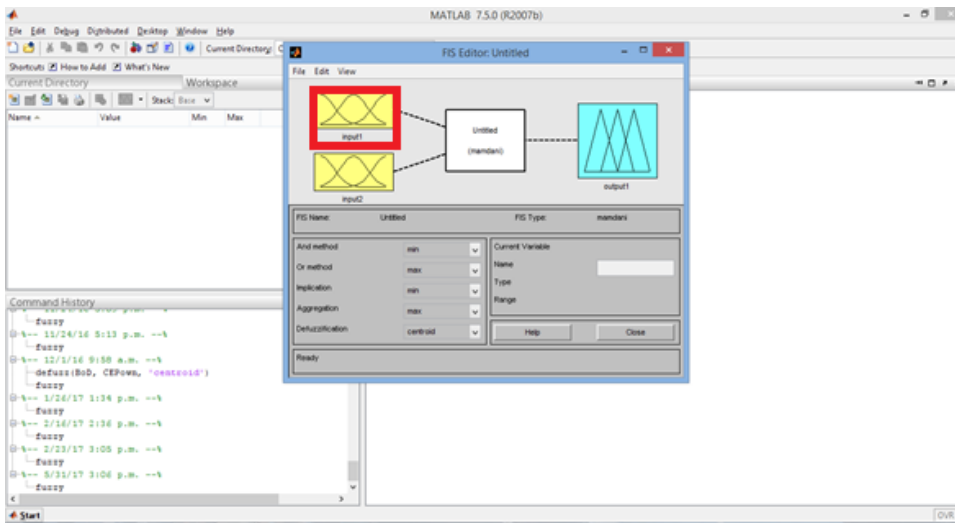 MATLAB 7.5.0 (R2007b)
File Edit Debug Distributed Desktop Window Help
Current Directory:
Shortcuts How to Add What's New
Current Directory Workspace
Stack: Base
Name Value Min Max
FIS Editor: Untitled
File Edit View
input1
input2
Untitled
(mamdani)
output1
FIS Name: Untitled FIS Type: mamdani
And method min
Or method max
Implication min
Aggregation max
Defuzzification centroid
Current Variable
Name
Type
Range
Help Close
Ready
Command History
fuzzy
%-- 11/24/16 5:13 p.m. --%
fuzzy
%-- 12/1/16 9:58 a.m. --%
defuzz(BoD, CEPown, 'centroid')
fuzzy
%-- 1/26/17 1:34 p.m. --%
fuzzy
%-- 2/16/17 2:36 p.m. --%
fuzzy
%-- 2/23/17 3:05 p.m. --%
fuzzy
%-- 5/31/17 3:06 p.m. --%
fuzzy
Start
OVR